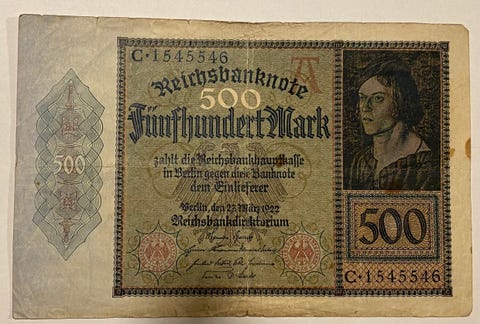 C·1545546
Reichsbanknote
500
Fünfhundert Mark
zahlt die Reichsbankhauptkasse
in Berlin gegen diese Banknote
dem Einlieferer
Berlin, den 27. März 1922
Reichsbankdirektorium
500
500
C·1545546